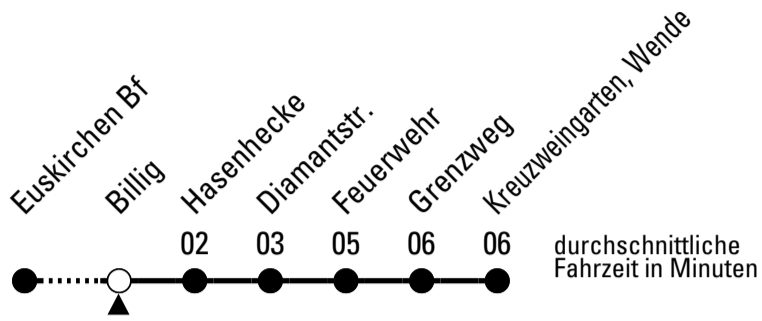 Euskirchen Bf
Billig
Hasenhecke
Diamantstr.
Feuerwehr
Grenzweg
Kreuzweingarten, Wende
02 03 05 06 06
durchschnittliche
Fahrzeit in Minuten